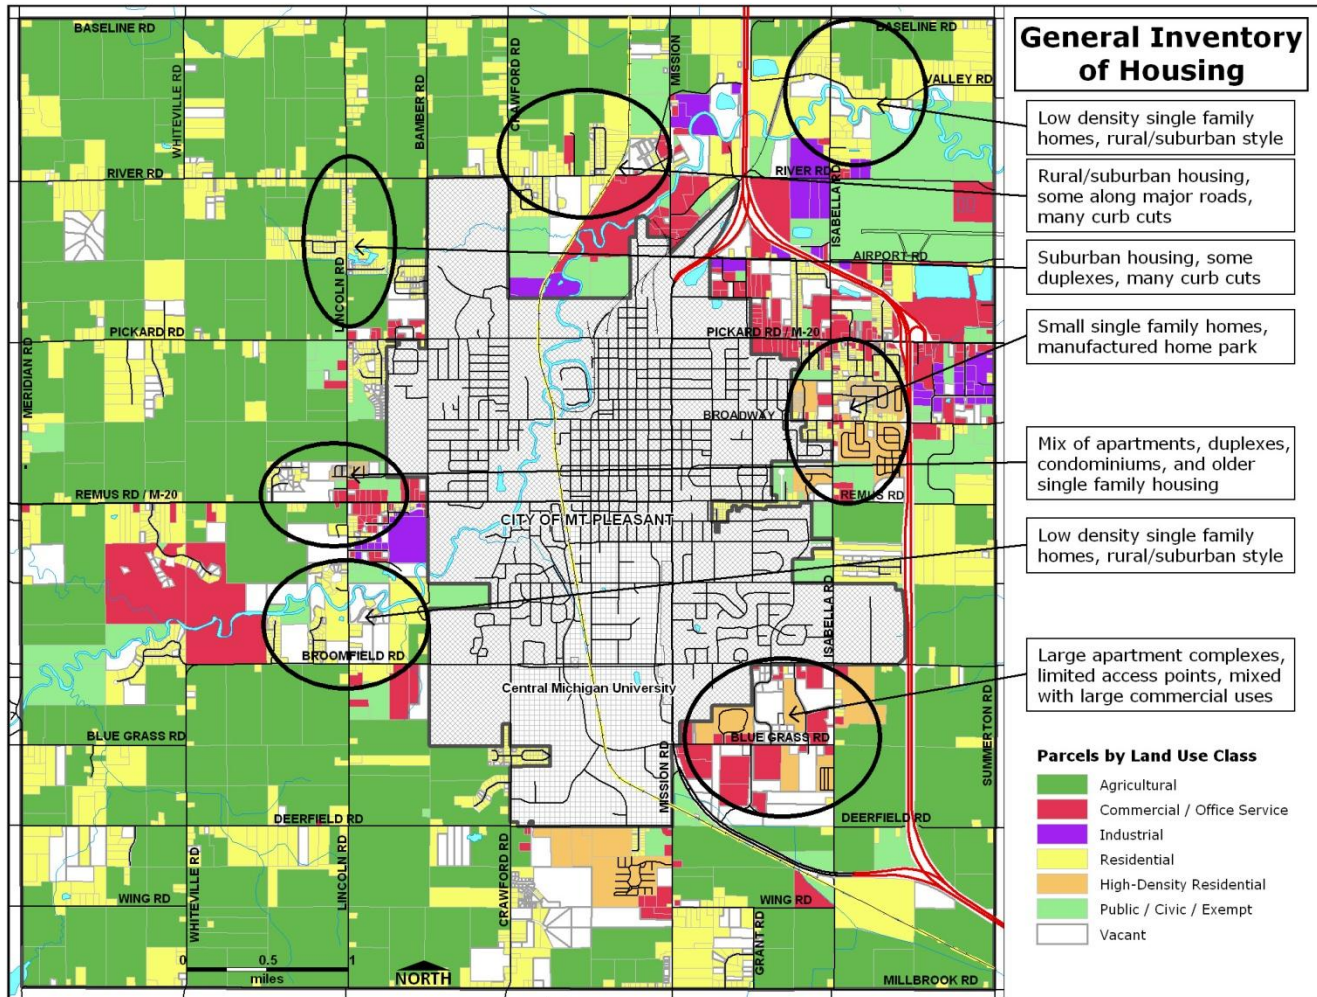 General Inventory
of Housing
BASELINE RD
BASELINE RD
VALLEY RD
WHITEVILLE RD
BAMBER RD
CRAWFORD RD
MISSION
RIVER RD
RIVER RD
ISABELLA RD
AIRPORT RD
LINCOLN RD
PICKARD RD
PICKARD RD / M-20
MERIDIAN RD
BROADWAY
REMUS RD / M-20
REMUS RD
CITY OF MT PLEASANT
ISABELLA RD
BROOMFIELD RD
Central Michigan University
BLUE GRASS RD
BLUE GRASS RD
MISSION RD
SUMMERTON RD
DEERFIELD RD
DEERFIELD RD
WHITEVILLE RD
LINCOLN RD
CRAWFORD RD
WING RD
WING RD
GRANT RD
MILLBROOK RD
0 0.5 1
miles
NORTH
Low density single family
homes, rural/suburban style
Rural/suburban housing,
some along major roads,
many curb cuts
Suburban housing, some
duplexes, many curb cuts
Small single family homes,
manufactured home park
Mix of apartments, duplexes,
condominiums, and older
single family housing
Low density single family
homes, rural/suburban style
Large apartment complexes,
limited access points, mixed
with large commercial uses
Parcels by Land Use Class
Agricultural
Commercial / Office Service
Industrial
Residential
High-Density Residential
Public / Civic / Exempt
Vacant